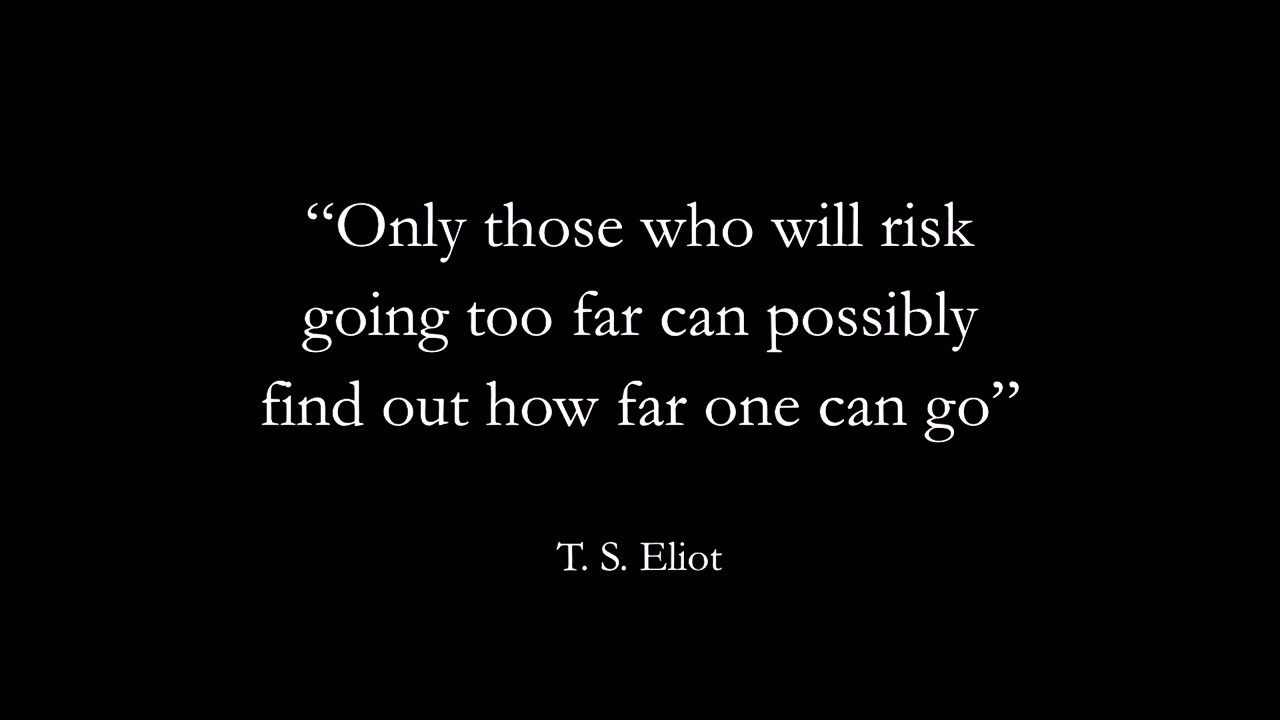 “Only those who will risk
going too far can possibly
find out how far one can go”
T. S. Eliot